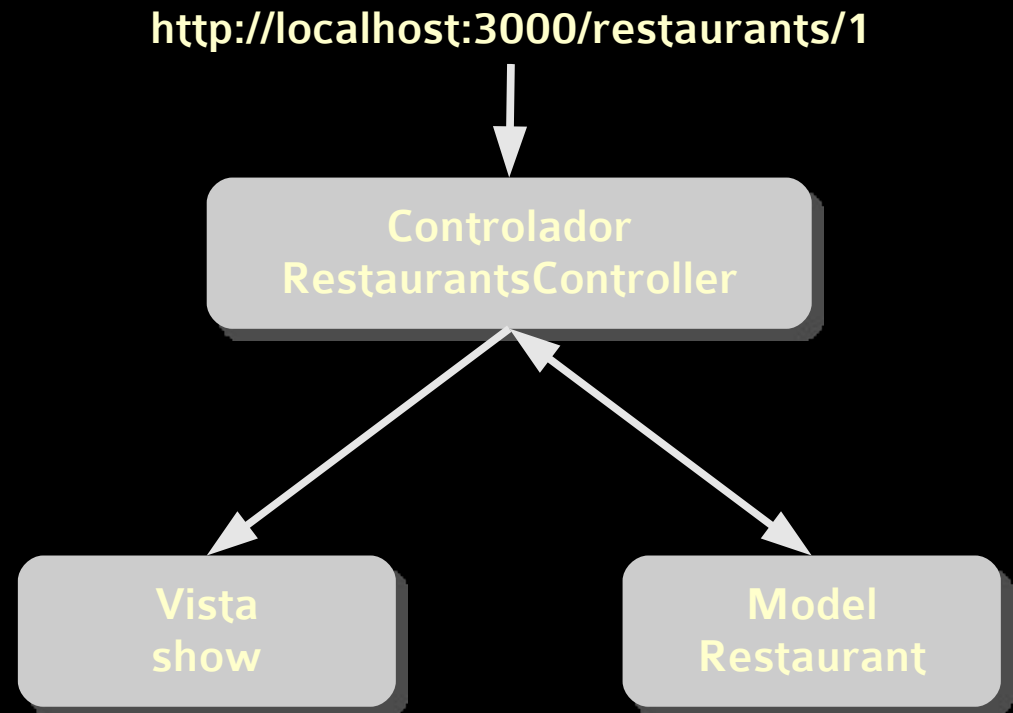 http://localhost:3000/restaurants/1
Controlador
RestaurantsController
Vista
show
Model
Restaurant